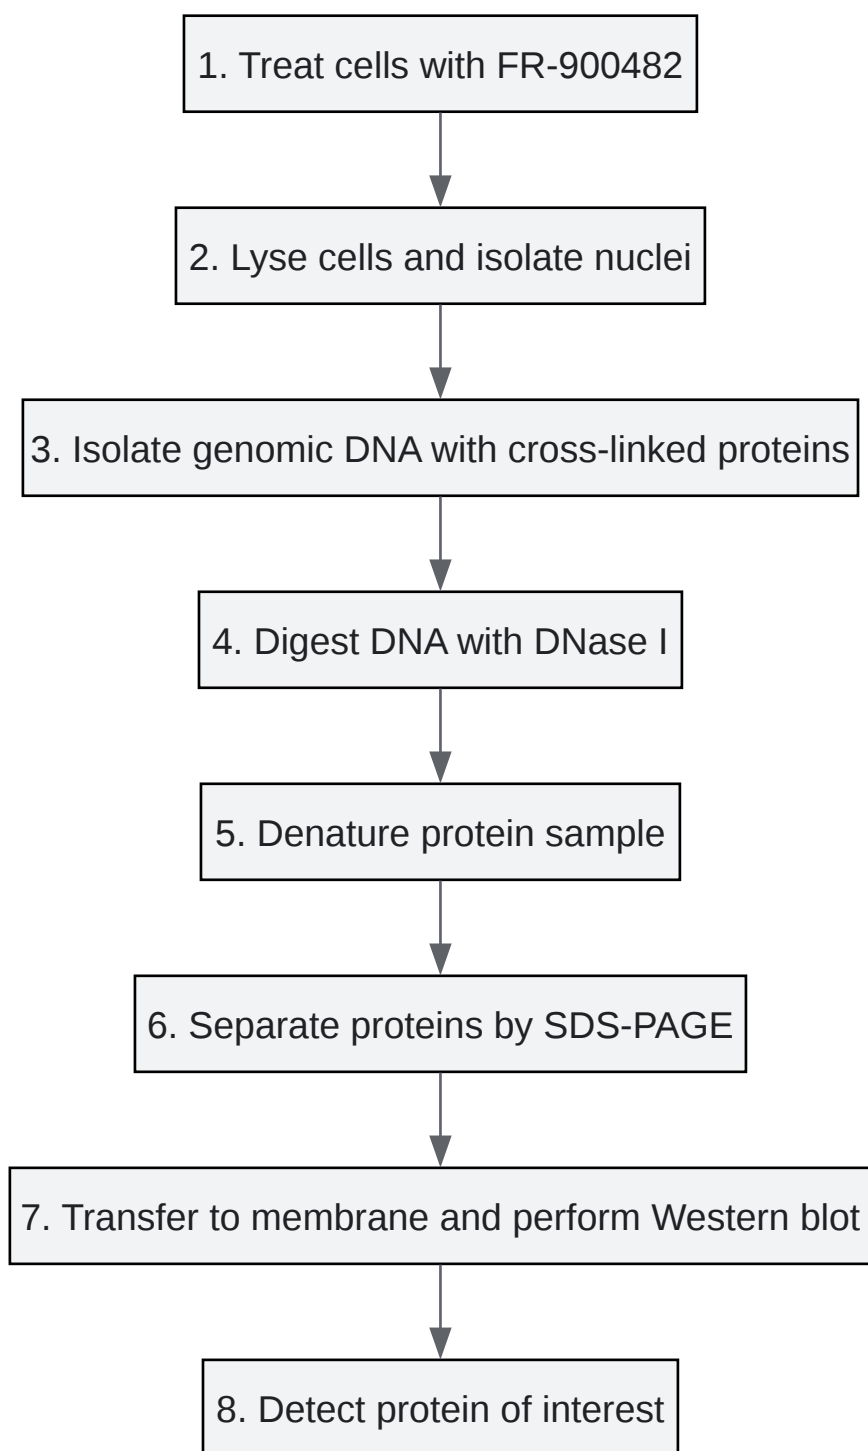 1. Treat cells with FR-900482
2. Lyse cells and isolate nuclei
3. Isolate genomic DNA with cross-linked proteins
4. Digest DNA with DNase I
5. Denature protein sample
6. Separate proteins by SDS-PAGE
7. Transfer to membrane and perform Western blot
8. Detect protein of interest